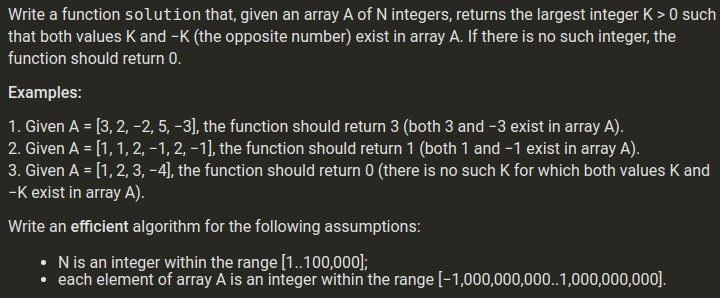 Write a function solution that, given an array A of N integers, returns the largest integer K > 0 such
that both values K and −K (the opposite number) exist in array A. If there is no such integer, the
function should return 0.
Examples:
1. Given A = [3, 2, −2, 5, −3], the function should return 3 (both 3 and −3 exist in array A).
2. Given A = [1, 1, 2, −1, 2, −1], the function should return 1 (both 1 and −1 exist in array A).
3. Given A = [1, 2, 3, −4], the function should return 0 (there is no such K for which both values K and
−K exist in array A).
Write an efficient algorithm for the following assumptions:
• N is an integer within the range [1..100,000];
• each element of array A is an integer within the range [−1,000,000,000..1,000,000,000].